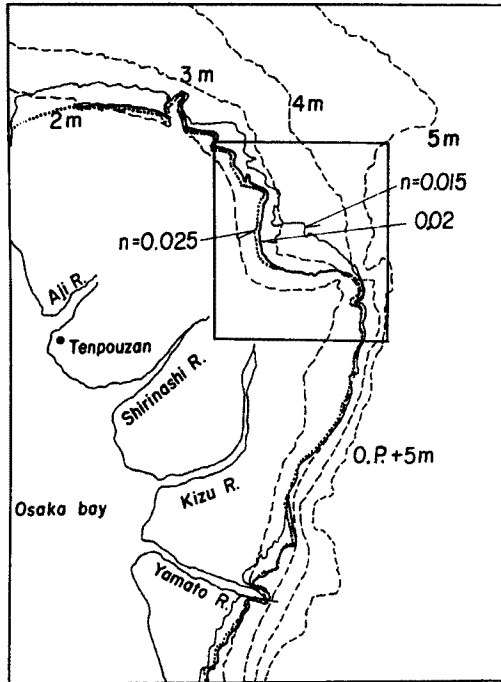 3 m
2 m
4 m
5 m
n=0.015
n=0.025
0.02
Aji R.
Tenpouzan
Shirinashi R.
O.P.+5m
Kizu R.
Osaka bay
Yamato R.